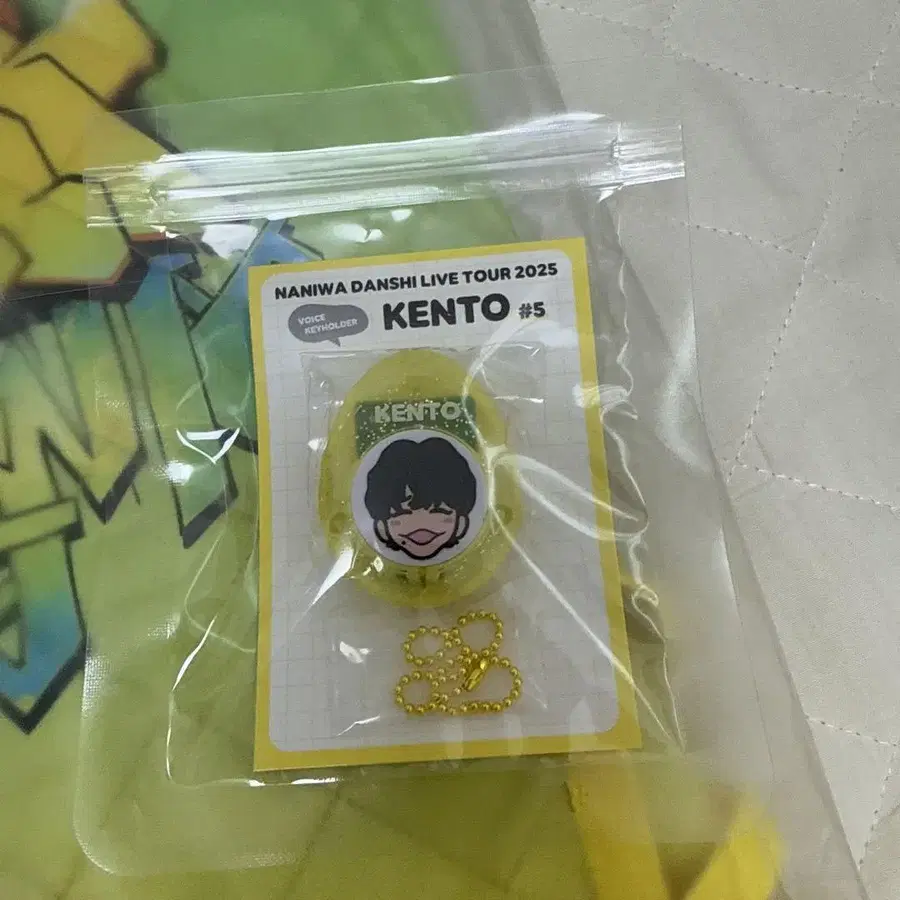 NANIWA DANSHI LIVE TOUR 2025
VOICE
KEYHOLDER
KENTO #5
KENTO